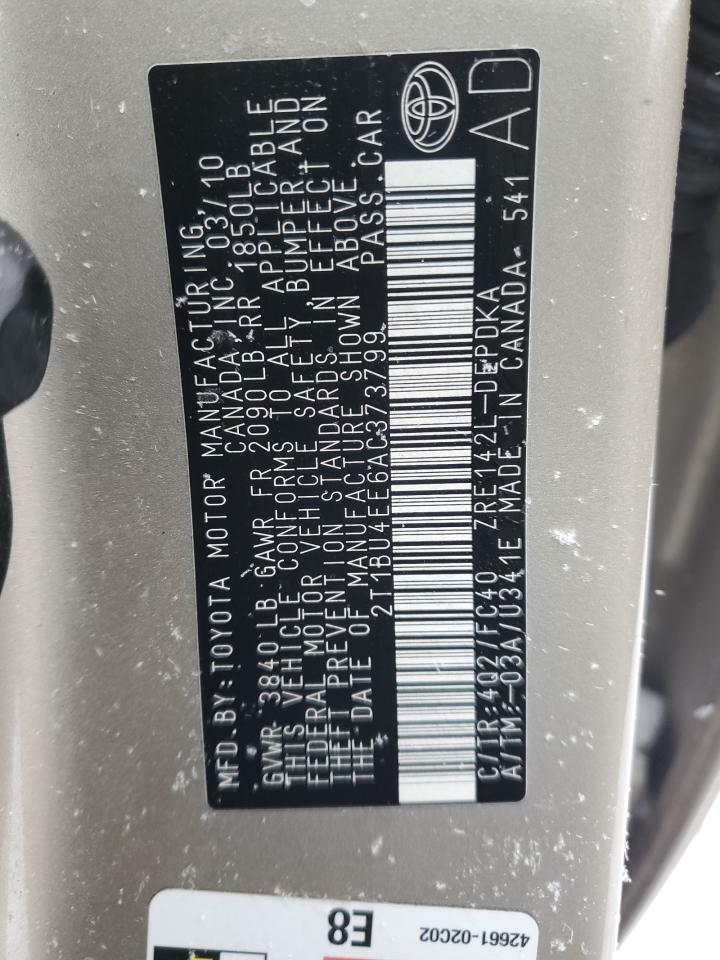 MFD.BY:TOYOTA MOTOR MANUFACTURING,
CANADA INC 03/10
GVWR 3840 LB GAWR FR 2090LB RR 1850LB
THIS VEHICLE CONFORMS TO ALL APPLICABLE
FEDERAL MOTOR VEHICLE SAFETY, BUMPER, AND
THEFT PREVENTION STANDARDS IN EFFECT ON
THE DATE OF MANUFACTURE SHOWN ABOVE.
2T1BU4EE6AC373799 PASS.CAR
C/TR:4Q2/FC40 ZRE142L-DEPDKA
A/TM:-03A/U341E MADE IN CANADA 541
AD
E8
42661-02C02